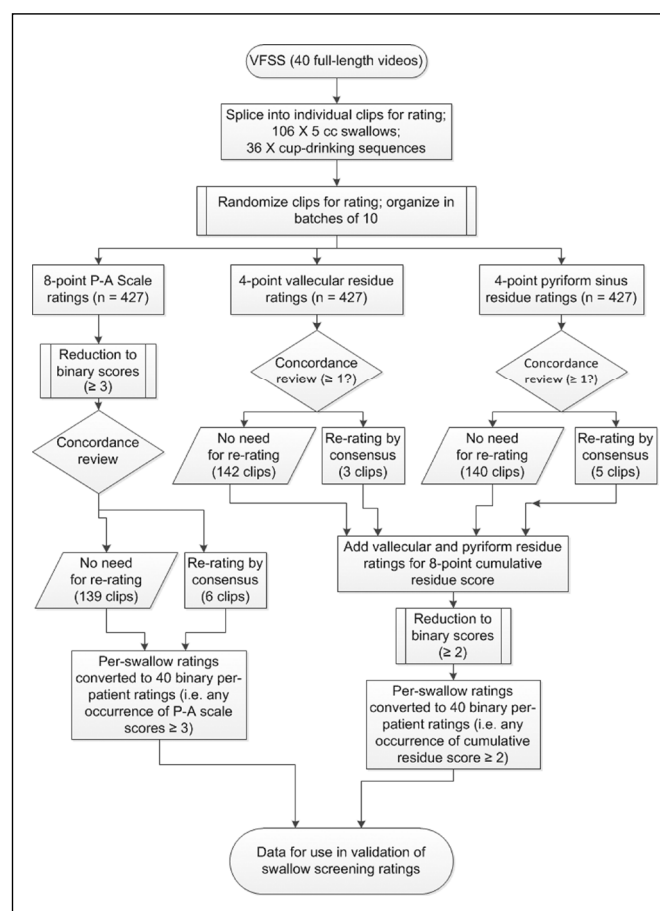 VFSS (40 full-length videos)
Splice into individual clips for rating;
106 X 5 cc swallows;
36 X cup-drinking sequences
Randomize clips for rating; organize in
batches of 10
8-point P-A Scale
ratings (n = 427)
4-point vallecular residue
ratings (n = 427)
4-point pyriform sinus
residue ratings (n = 427)
Reduction to
binary scores
(≥ 3)
Concordance
review (≥ 1?)
Concordance
review (≥ 1?)
Concordance
review
No need
for re-rating
(142 clips)
Re-rating by
consensus
(3 clips)
No need
for re-rating
(140 clips)
Re-rating by
consensus
(5 clips)
No need
for re-rating
(139 clips)
Re-rating by
consensus
(6 clips)
Add vallecular and pyriform residue
ratings for 8-point cumulative
residue score
Reduction to
binary scores
(≥ 2)
Per-swallow ratings
converted to 40 binary per-
patient ratings (i.e. any
occurrence of P-A scale
scores ≥ 3)
Per-swallow ratings
converted to 40 binary per-
patient ratings (i.e. any
occurrence of cumulative
residue score ≥ 2)
Data for use in validation of
swallow screening ratings